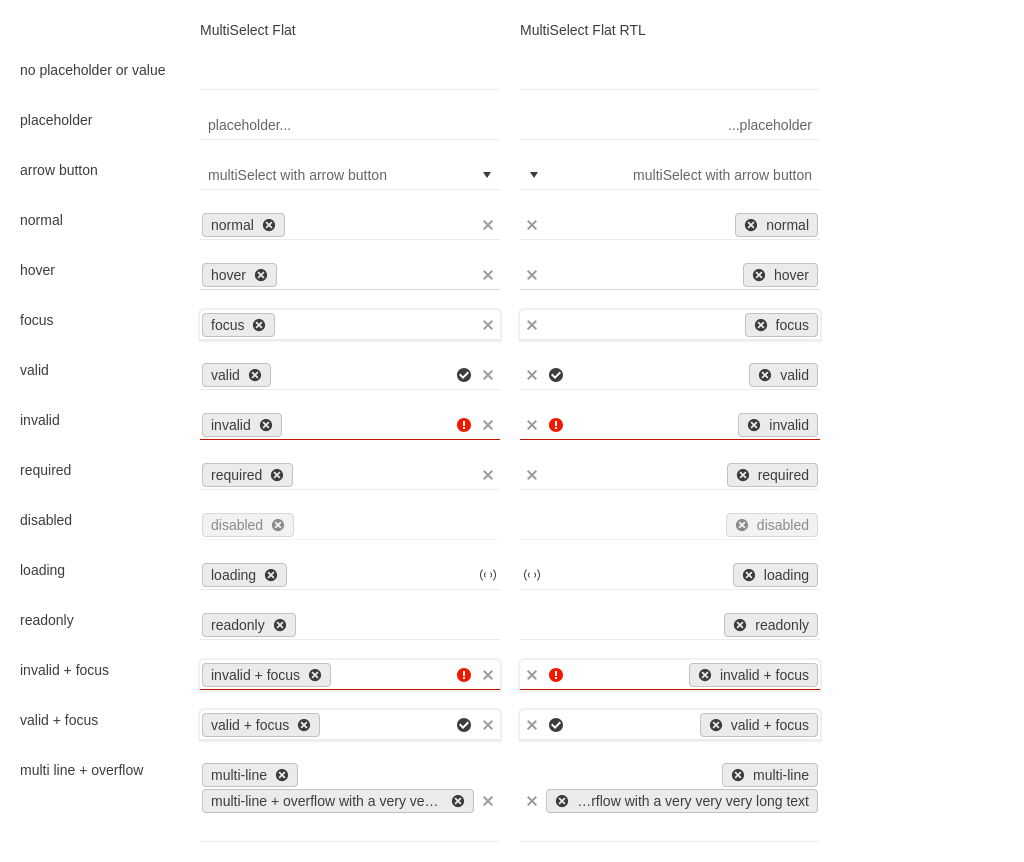 MultiSelect Flat MultiSelect Flat RTL
no placeholder or value
placeholder placeholder... ...placeholder
arrow button multiSelect with arrow button multiSelect with arrow button
normal normal normal
hover hover hover
focus focus focus
valid valid valid
invalid invalid invalid
required required required
disabled disabled disabled
loading loading loading
readonly readonly readonly
invalid + focus invalid + focus invalid + focus
valid + focus valid + focus valid + focus
multi line + overflow multi-line multi-line
multi-line + overflow with a very ve… …rflow with a very very very long text